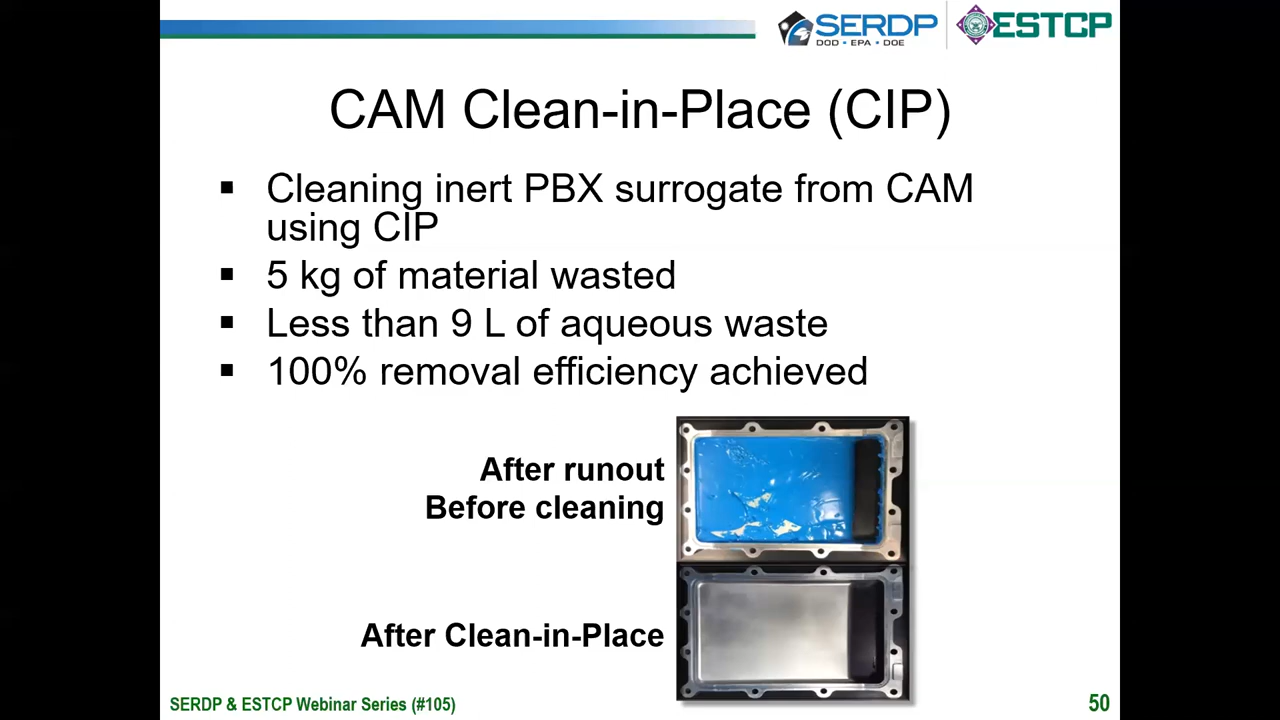 SERDP
DOD • EPA • DOE
ESTCP
CAM Clean-in-Place (CIP)
▪ Cleaning inert PBX surrogate from CAM
using CIP
▪ 5 kg of material wasted
▪ Less than 9 L of aqueous waste
▪ 100% removal efficiency achieved
After runout
Before cleaning
After Clean-in-Place
SERDP & ESTCP Webinar Series (#105)
50